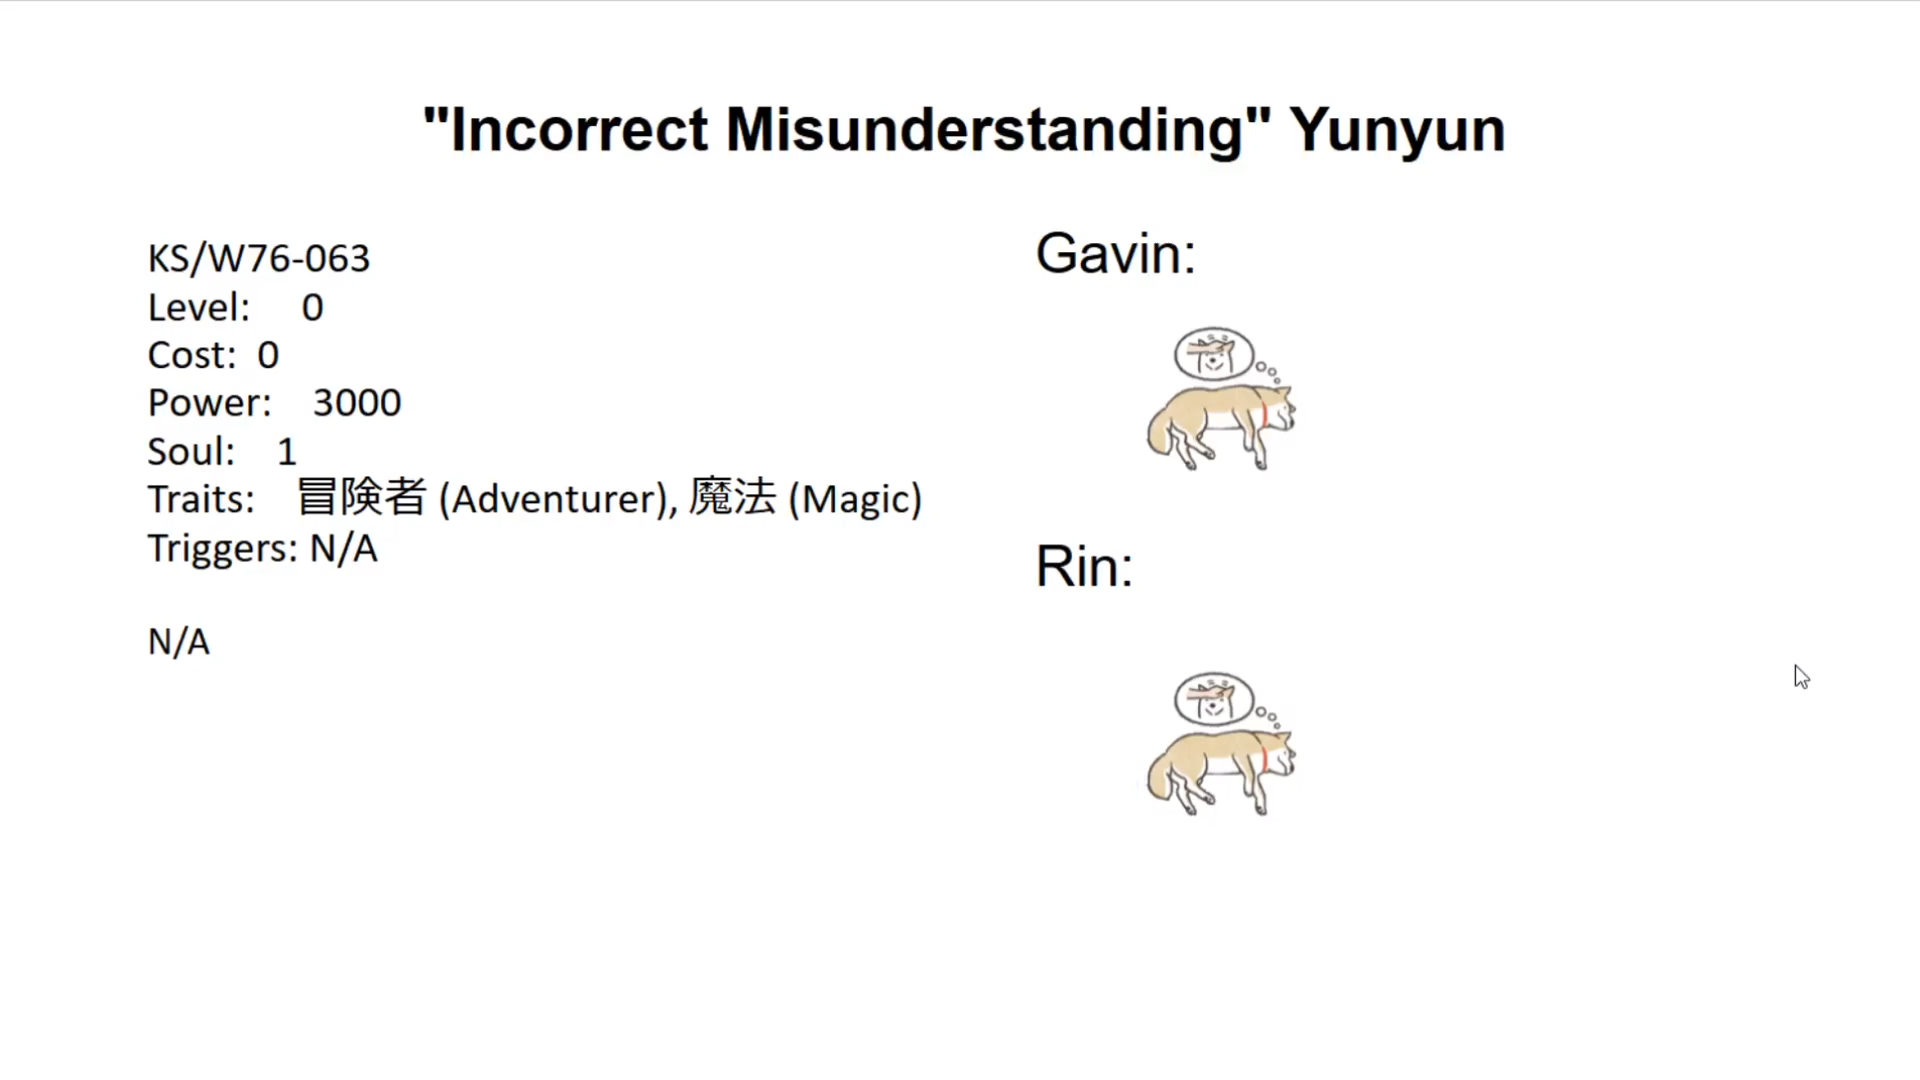 "Incorrect Misunderstanding" Yunyun
KS/W76-063
Level: 0
Cost: 0
Power: 3000
Soul: 1
Traits: 冒険者 (Adventurer), 魔法 (Magic)
Triggers: N/A
N/A
Gavin:
Rin: